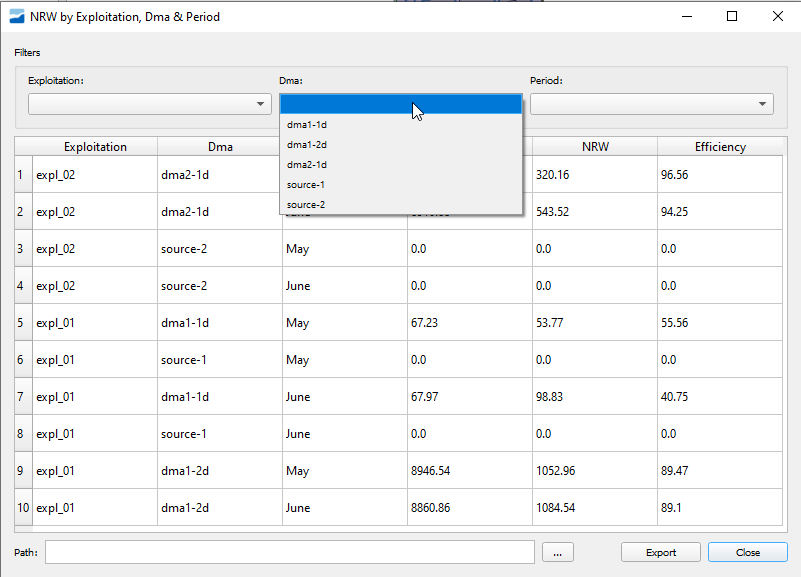 NRW by Exploitation, Dma & Period
Filters
Exploitation: Dma: Period:
dma1-1d
dma1-2d
dma2-1d
source-1
source-2
Exploitation Dma NRW Efficiency
1 expl_02 dma2-1d 320.16 96.56
2 expl_02 dma2-1d 543.52 94.25
3 expl_02 source-2 May 0.0 0.0 0.0
4 expl_02 source-2 June 0.0 0.0 0.0
5 expl_01 dma1-1d May 67.23 53.77 55.56
6 expl_01 source-1 May 0.0 0.0 0.0
7 expl_01 dma1-1d June 67.97 98.83 40.75
8 expl_01 source-1 June 0.0 0.0 0.0
9 expl_01 dma1-2d May 8946.54 1052.96 89.47
10 expl_01 dma1-2d June 8860.86 1084.54 89.1
Path: ... Export Close